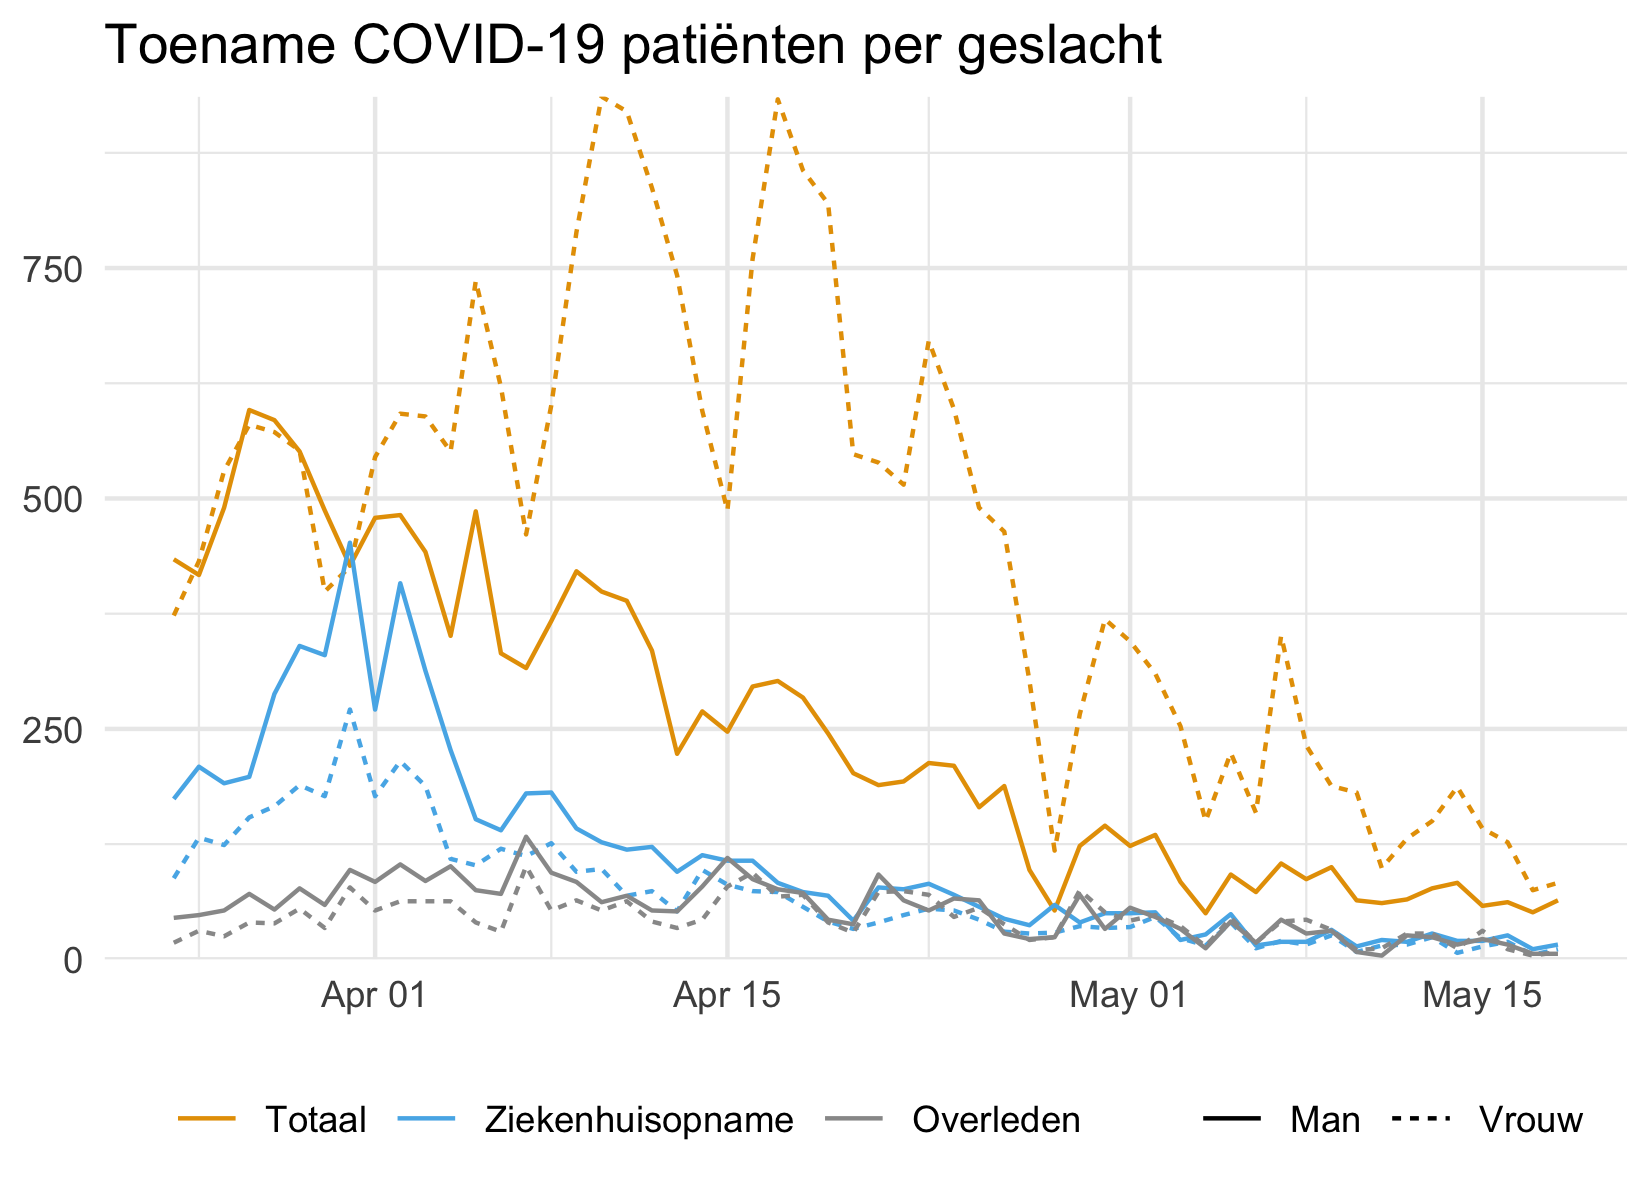 Toename COVID-19 patiënten per geslacht
750
500
250
0
Apr 01 Apr 15 May 01 May 15
Totaal Ziekenhuisopname Overleden Man Vrouw